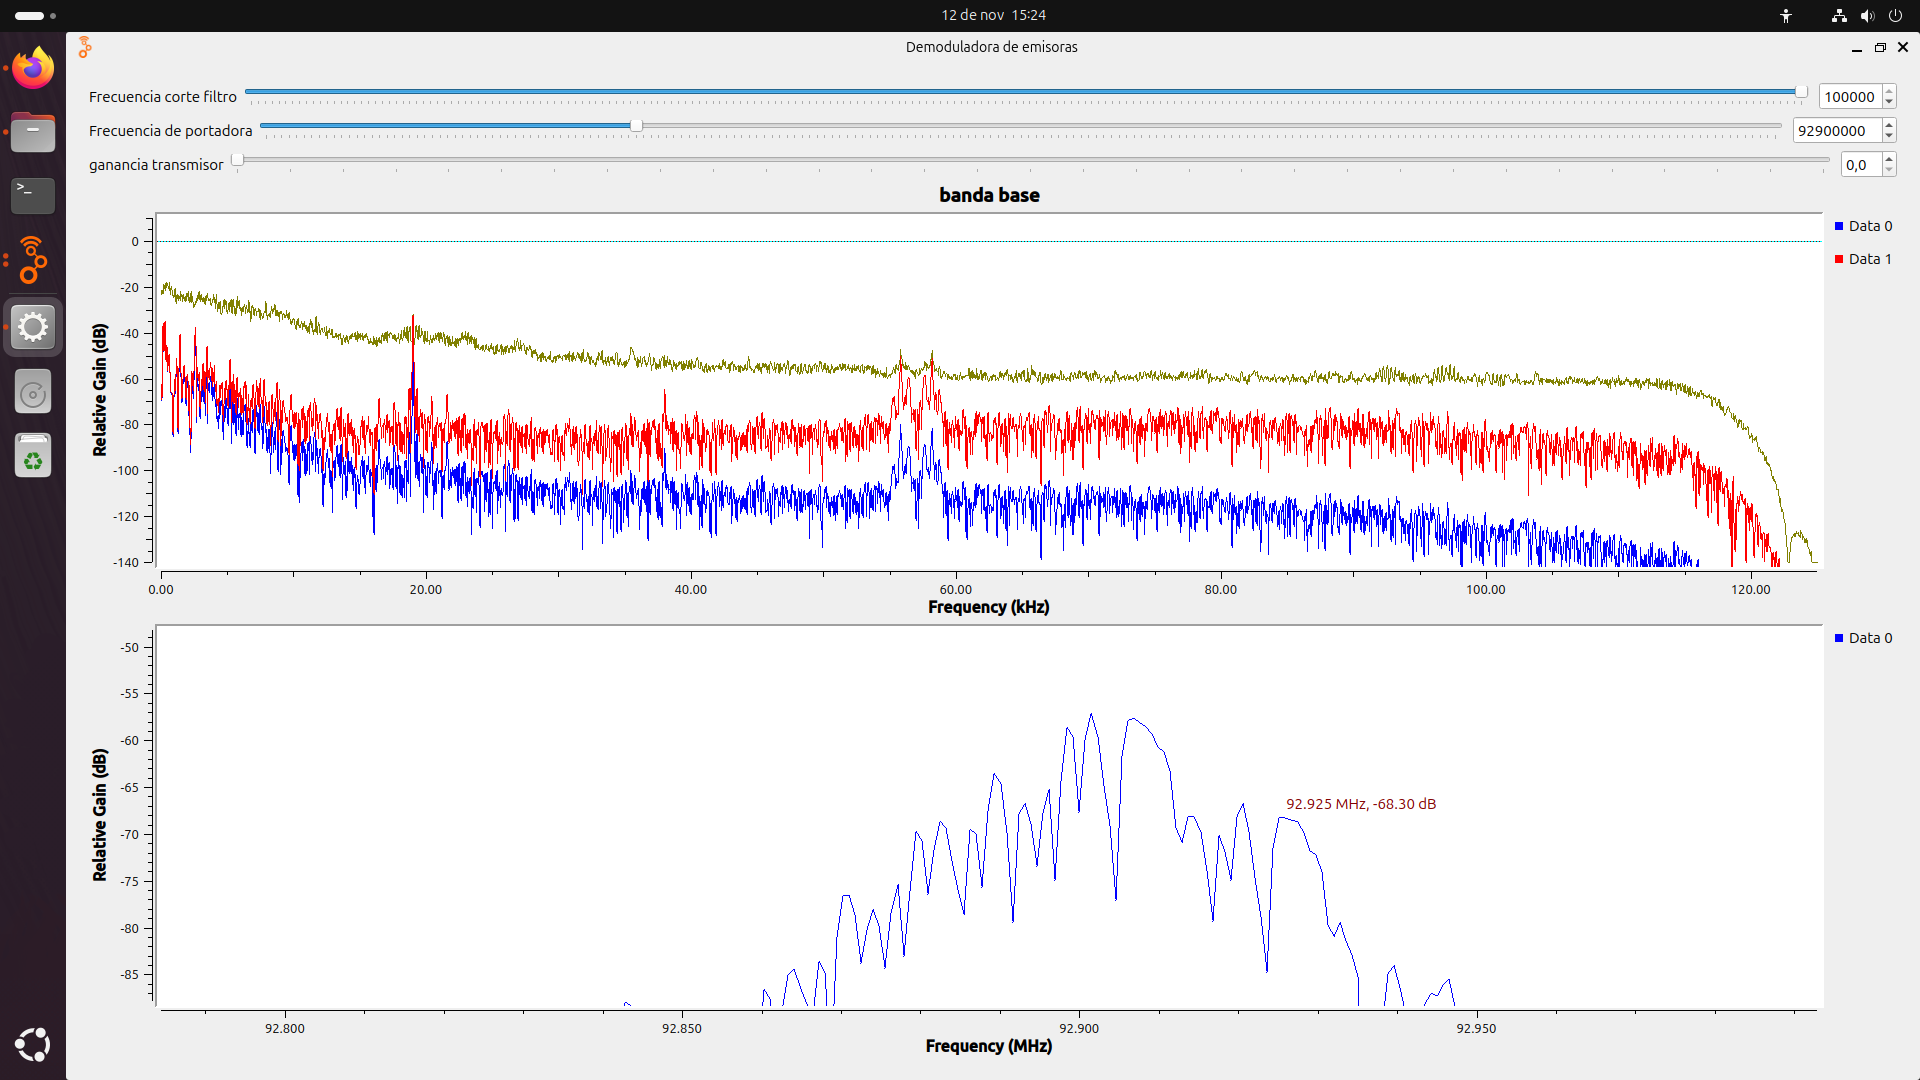 12 de nov 15:24
Demoduladora de emisoras
Frecuencia corte filtro 100000
Frecuencia de portadora 92900000
ganancia transmisor 0,0
banda base
Data 0
Data 1
Relative Gain (dB)
0
-20
-40
-60
-80
-100
-120
-140
0.00 20.00 40.00 60.00 80.00 100.00 120.00
Frequency (kHz)
Data 0
Relative Gain (dB)
-50
-55
-60
-65
-70
-75
-80
-85
92.925 MHz, -68.30 dB
92.800 92.850 92.900 92.950
Frequency (MHz)
>_